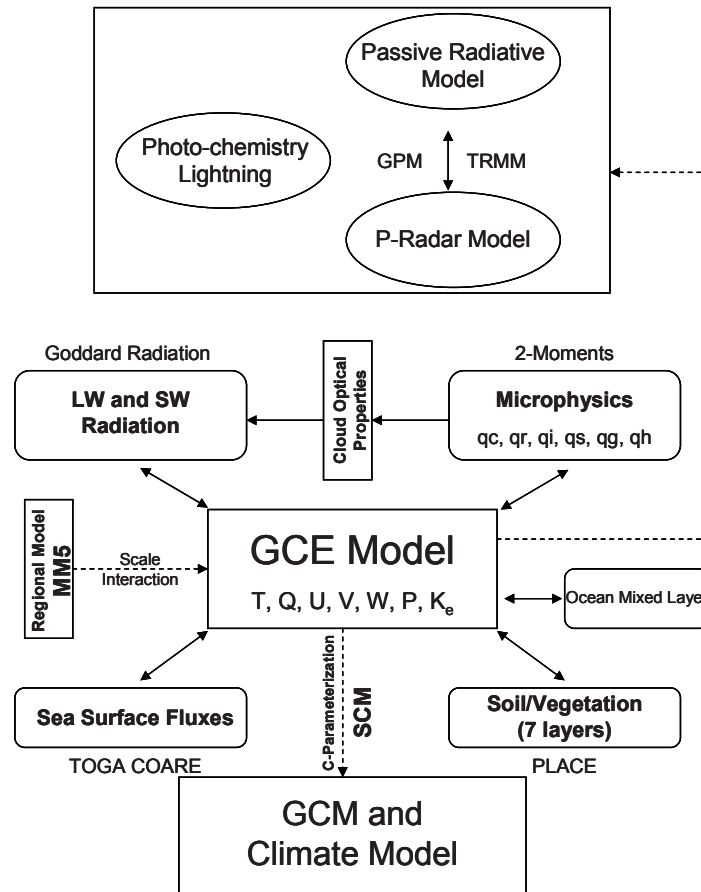 Passive Radiative
Model
Photo-chemistry
Lightning
GPM
TRMM
P-Radar Model
Goddard Radiation
2-Moments
LW and SW
Radiation
Cloud Optical
Properties
Microphysics
qc, qr, qi, qs, qg, qh
Regional Model
MM5
Scale
Interaction
GCE Model
T, Q, U, V, W, P, Ke
Ocean Mixed Layer
Sea Surface Fluxes
TOGA COARE
C-Parameterization
SCM
Soil/Vegetation
(7 layers)
PLACE
GCM and
Climate Model